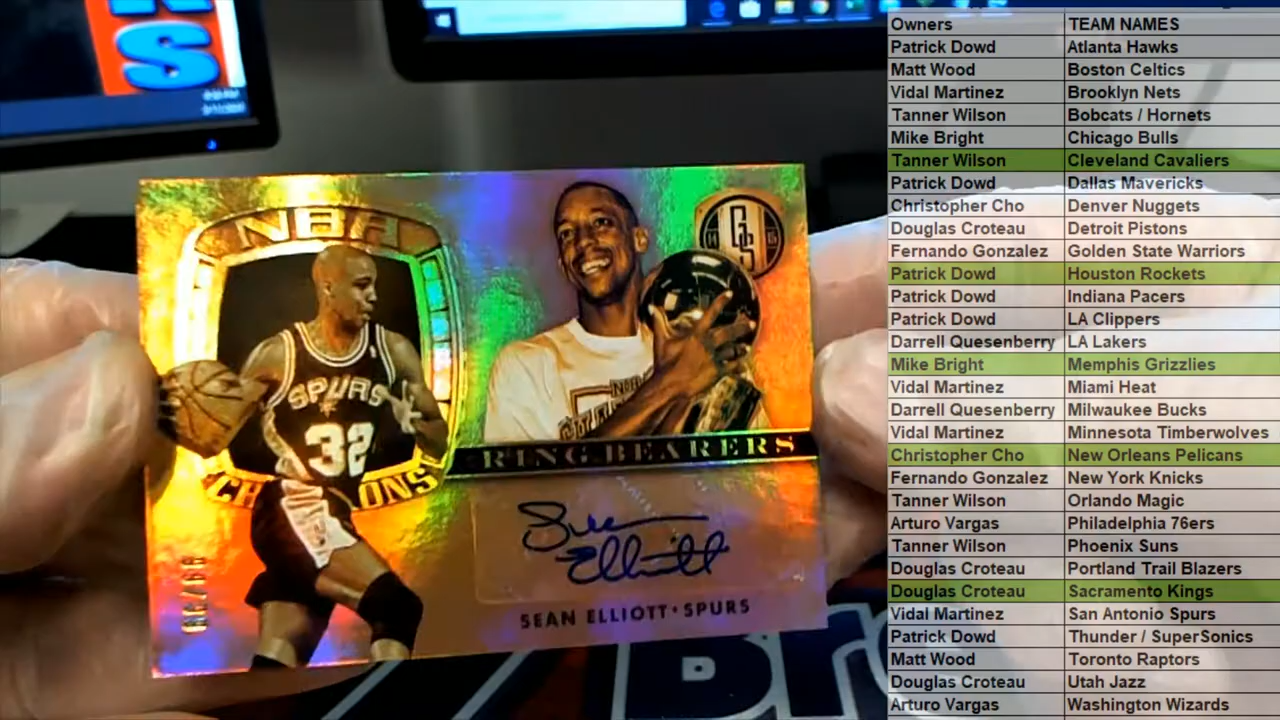 NS
NBA
GS
14 15
SPURS
32
CHAMPIONS
RING BEARERS
Sean
Elliott
SEAN ELLIOTT • SPURS
Bro
Owners TEAM NAMES
Patrick Dowd Atlanta Hawks
Matt Wood Boston Celtics
Vidal Martinez Brooklyn Nets
Tanner Wilson Bobcats / Hornets
Mike Bright Chicago Bulls
Tanner Wilson Cleveland Cavaliers
Patrick Dowd Dallas Mavericks
Christopher Cho Denver Nuggets
Douglas Croteau Detroit Pistons
Fernando Gonzalez Golden State Warriors
Patrick Dowd Houston Rockets
Patrick Dowd Indiana Pacers
Patrick Dowd LA Clippers
Darrell Quesenberry LA Lakers
Mike Bright Memphis Grizzlies
Vidal Martinez Miami Heat
Darrell Quesenberry Milwaukee Bucks
Vidal Martinez Minnesota Timberwolves
Christopher Cho New Orleans Pelicans
Fernando Gonzalez New York Knicks
Tanner Wilson Orlando Magic
Arturo Vargas Philadelphia 76ers
Tanner Wilson Phoenix Suns
Douglas Croteau Portland Trail Blazers
Douglas Croteau Sacramento Kings
Vidal Martinez San Antonio Spurs
Patrick Dowd Thunder / SuperSonics
Matt Wood Toronto Raptors
Douglas Croteau Utah Jazz
Arturo Vargas Washington Wizards